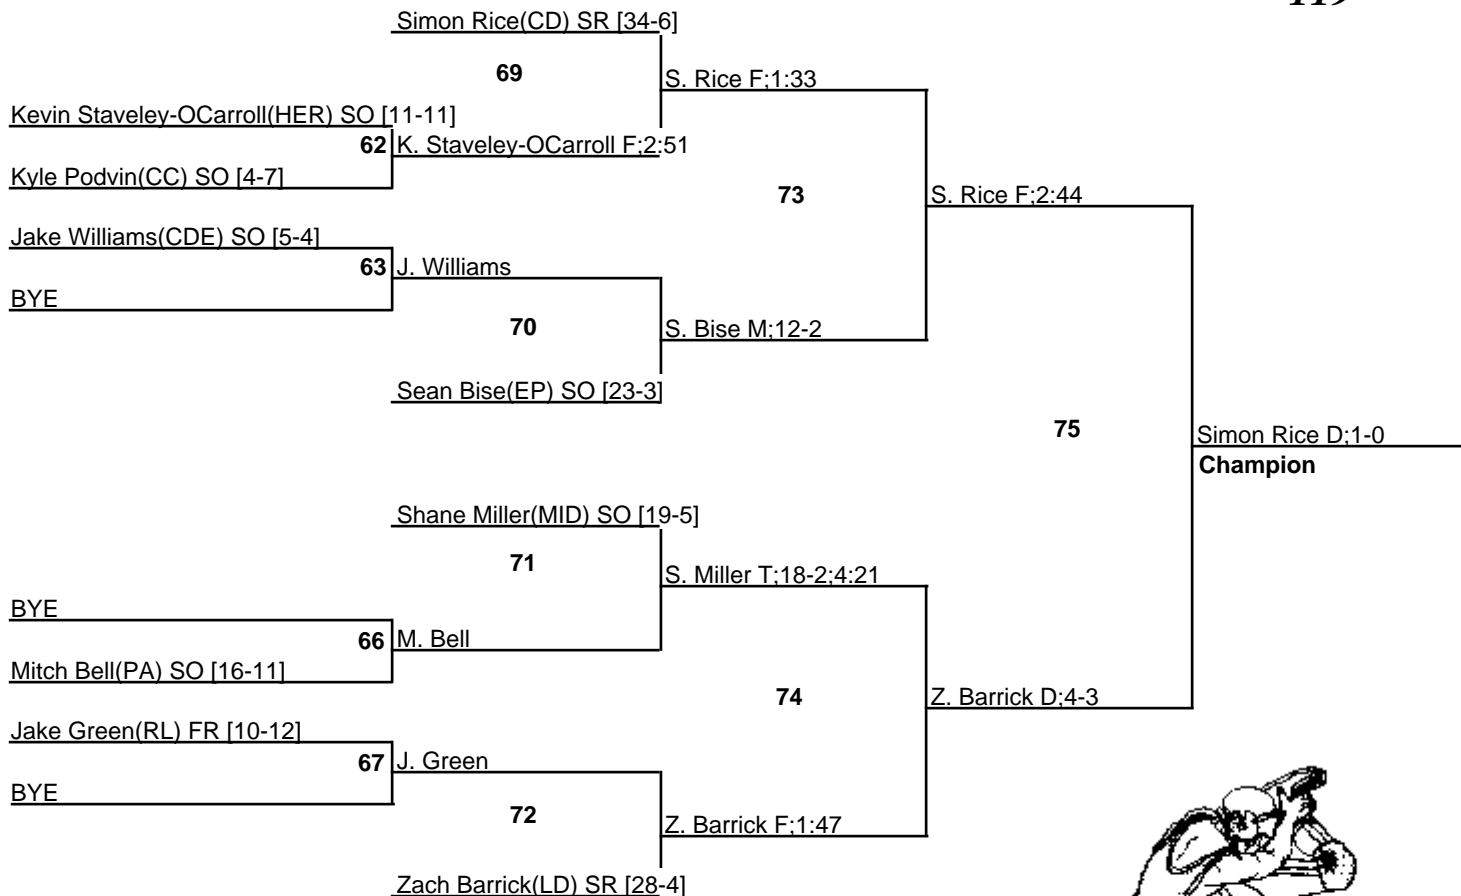 Simon Rice(CD) SR [34-6]
69
S. Rice F;1:33
Kevin Staveley-OCarroll(HER) SO [11-11]
62 K. Staveley-OCarroll F;2:51
Kyle Podvin(CC) SO [4-7]
73
S. Rice F;2:44
Jake Williams(CDE) SO [5-4]
63 J. Williams
BYE
70
S. Bise M;12-2
Sean Bise(EP) SO [23-3]
75
Simon Rice D;1-0
Champion
Shane Miller(MID) SO [19-5]
71
S. Miller T;18-2;4:21
BYE
66 M. Bell
Mitch Bell(PA) SO [16-11]
74
Z. Barrick D;4-3
Jake Green(RL) FR [10-12]
67 J. Green
BYE
72
Z. Barrick F;1:47
Zach Barrick(LD) SR [28-4]